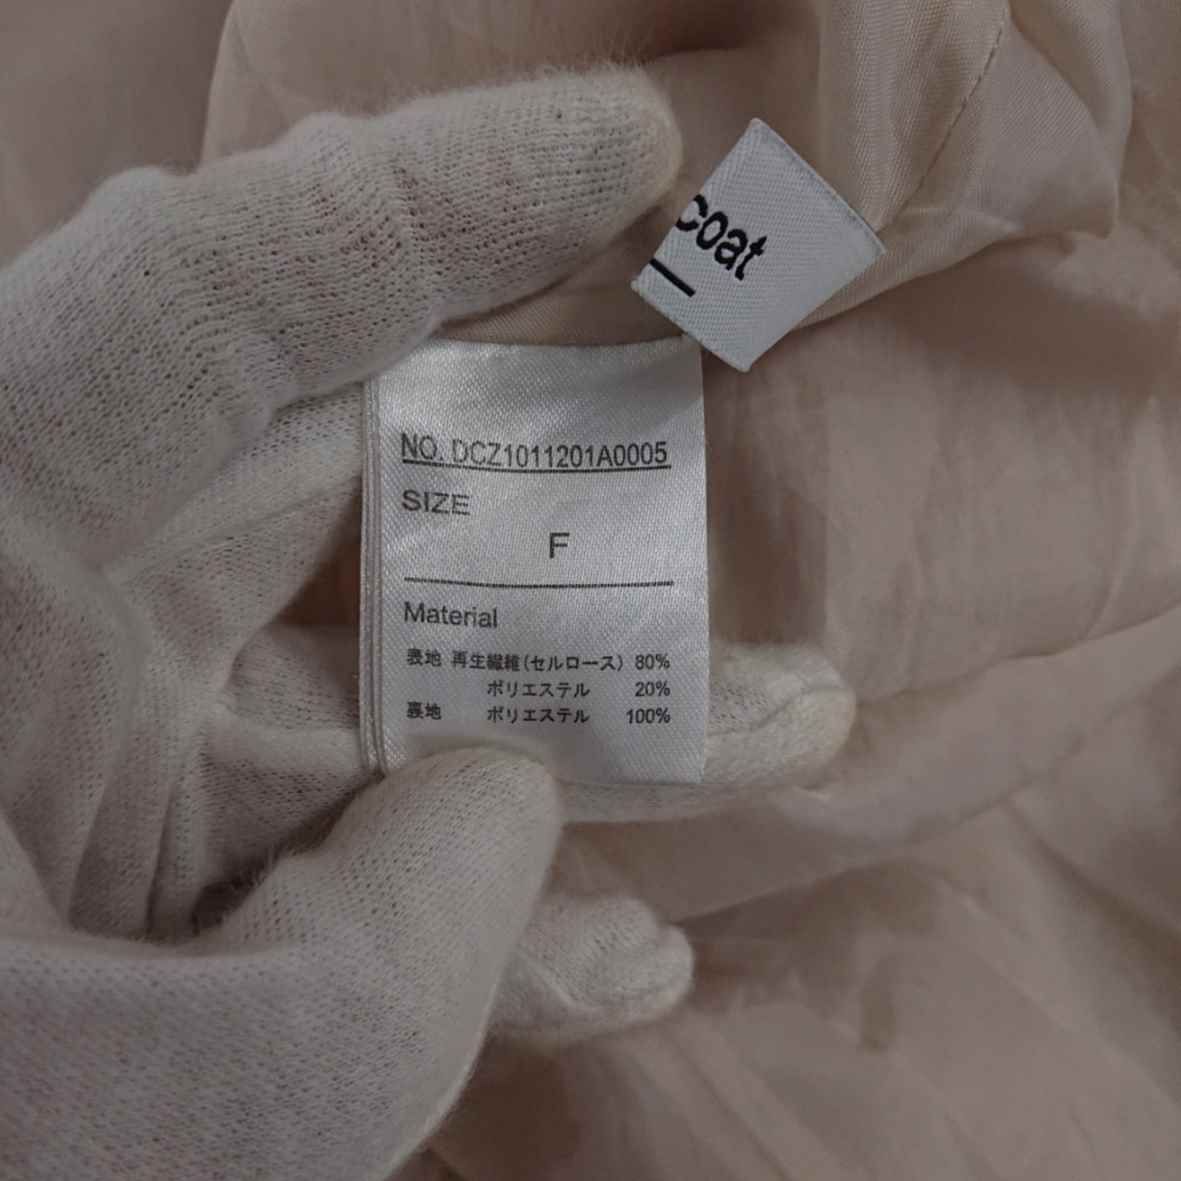 coat
NO. DCZ1011201A0005
SIZE
F
Material
表地 再生繊維(セルロース) 80%
ポリエステル 20%
裏地 ポリエステル 100%